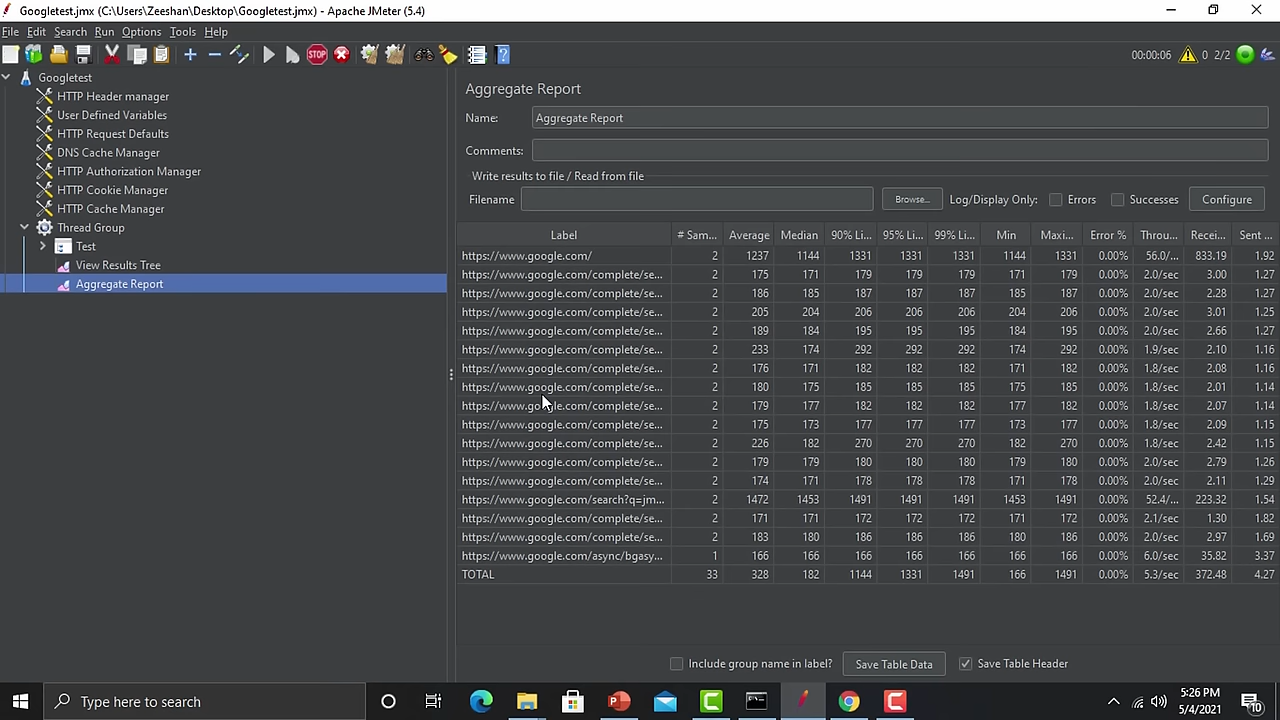 Googletest.jmx (C:\Users\Zeeshan\Desktop\Googletest.jmx) - Apache JMeter (5.4)
File Edit Search Run Options Tools Help
STOP 00:00:06 0 2/2
Googletest
HTTP Header manager
User Defined Variables
HTTP Request Defaults
DNS Cache Manager
HTTP Authorization Manager
HTTP Cookie Manager
HTTP Cache Manager
Thread Group
Test
View Results Tree
Aggregate Report
Aggregate Report
Name: Aggregate Report
Comments:
Write results to file / Read from file
Filename Browse... Log/Display Only: Errors Successes Configure
Label # Sam... Average Median 90% Li... 95% Li... 99% Li... Min Maxi... Error % Throu... Recei... Sent ...
https://www.google.com/ 2 1237 1144 1331 1331 1331 1144 1331 0.00% 56.0/... 833.19 1.92
https://www.google.com/complete/se... 2 175 171 179 179 179 171 179 0.00% 2.0/sec 3.00 1.27
https://www.google.com/complete/se... 2 186 185 187 187 187 185 187 0.00% 2.0/sec 2.28 1.27
https://www.google.com/complete/se... 2 205 204 206 206 206 204 206 0.00% 2.0/sec 3.01 1.25
https://www.google.com/complete/se... 2 189 184 195 195 195 184 195 0.00% 2.0/sec 2.66 1.27
https://www.google.com/complete/se... 2 233 174 292 292 292 174 292 0.00% 1.9/sec 2.10 1.16
https://www.google.com/complete/se... 2 176 171 182 182 182 171 182 0.00% 1.8/sec 2.08 1.16
https://www.google.com/complete/se... 2 180 175 185 185 185 175 185 0.00% 1.8/sec 2.01 1.14
https://www.google.com/complete/se... 2 179 177 182 182 182 177 182 0.00% 1.8/sec 2.07 1.14
https://www.google.com/complete/se... 2 175 173 177 177 177 173 177 0.00% 1.8/sec 2.09 1.15
https://www.google.com/complete/se... 2 226 182 270 270 270 182 270 0.00% 1.8/sec 2.42 1.15
https://www.google.com/complete/se... 2 179 179 180 180 180 179 180 0.00% 2.0/sec 2.79 1.26
https://www.google.com/complete/se... 2 174 171 178 178 178 171 178 0.00% 2.0/sec 2.11 1.29
https://www.google.com/search?q=jm... 2 1472 1453 1491 1491 1491 1453 1491 0.00% 52.4/... 223.32 1.54
https://www.google.com/complete/se... 2 171 171 172 172 172 171 172 0.00% 2.1/sec 1.30 1.82
https://www.google.com/complete/se... 2 183 180 186 186 186 180 186 0.00% 2.0/sec 2.97 1.69
https://www.google.com/async/bgasy... 1 166 166 166 166 166 166 166 0.00% 6.0/sec 35.82 3.37
TOTAL 33 328 182 1144 1331 1491 166 1491 0.00% 5.3/sec 372.48 4.27
Include group name in label? Save Table Data Save Table Header
Type here to search
5:26 PM
5/4/2021
10